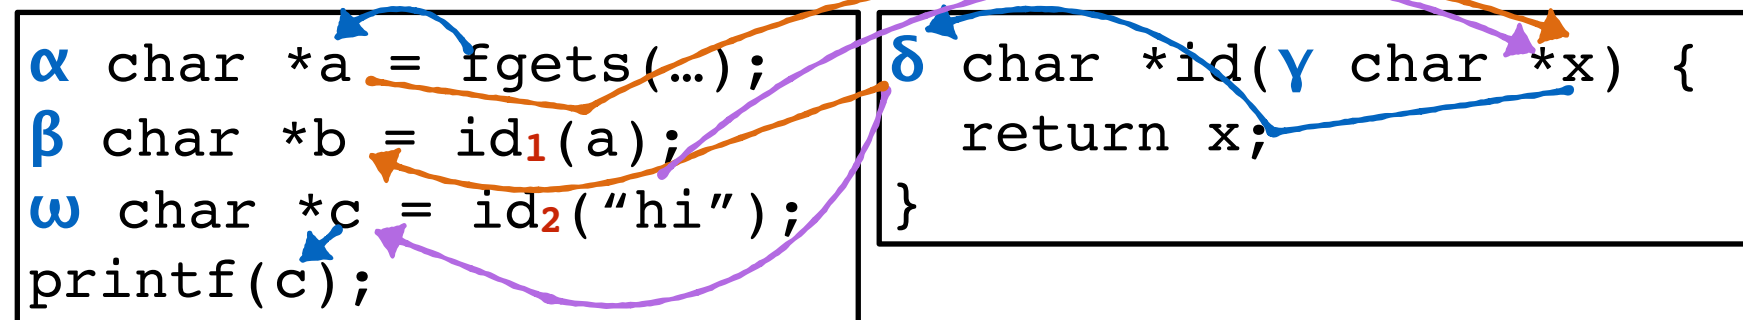 α char *a = fgets(…);
β char *b = id1(a);
ω char *c = id2(“hi”);
printf(c);
δ char *id(γ char *x) {
return x;
}